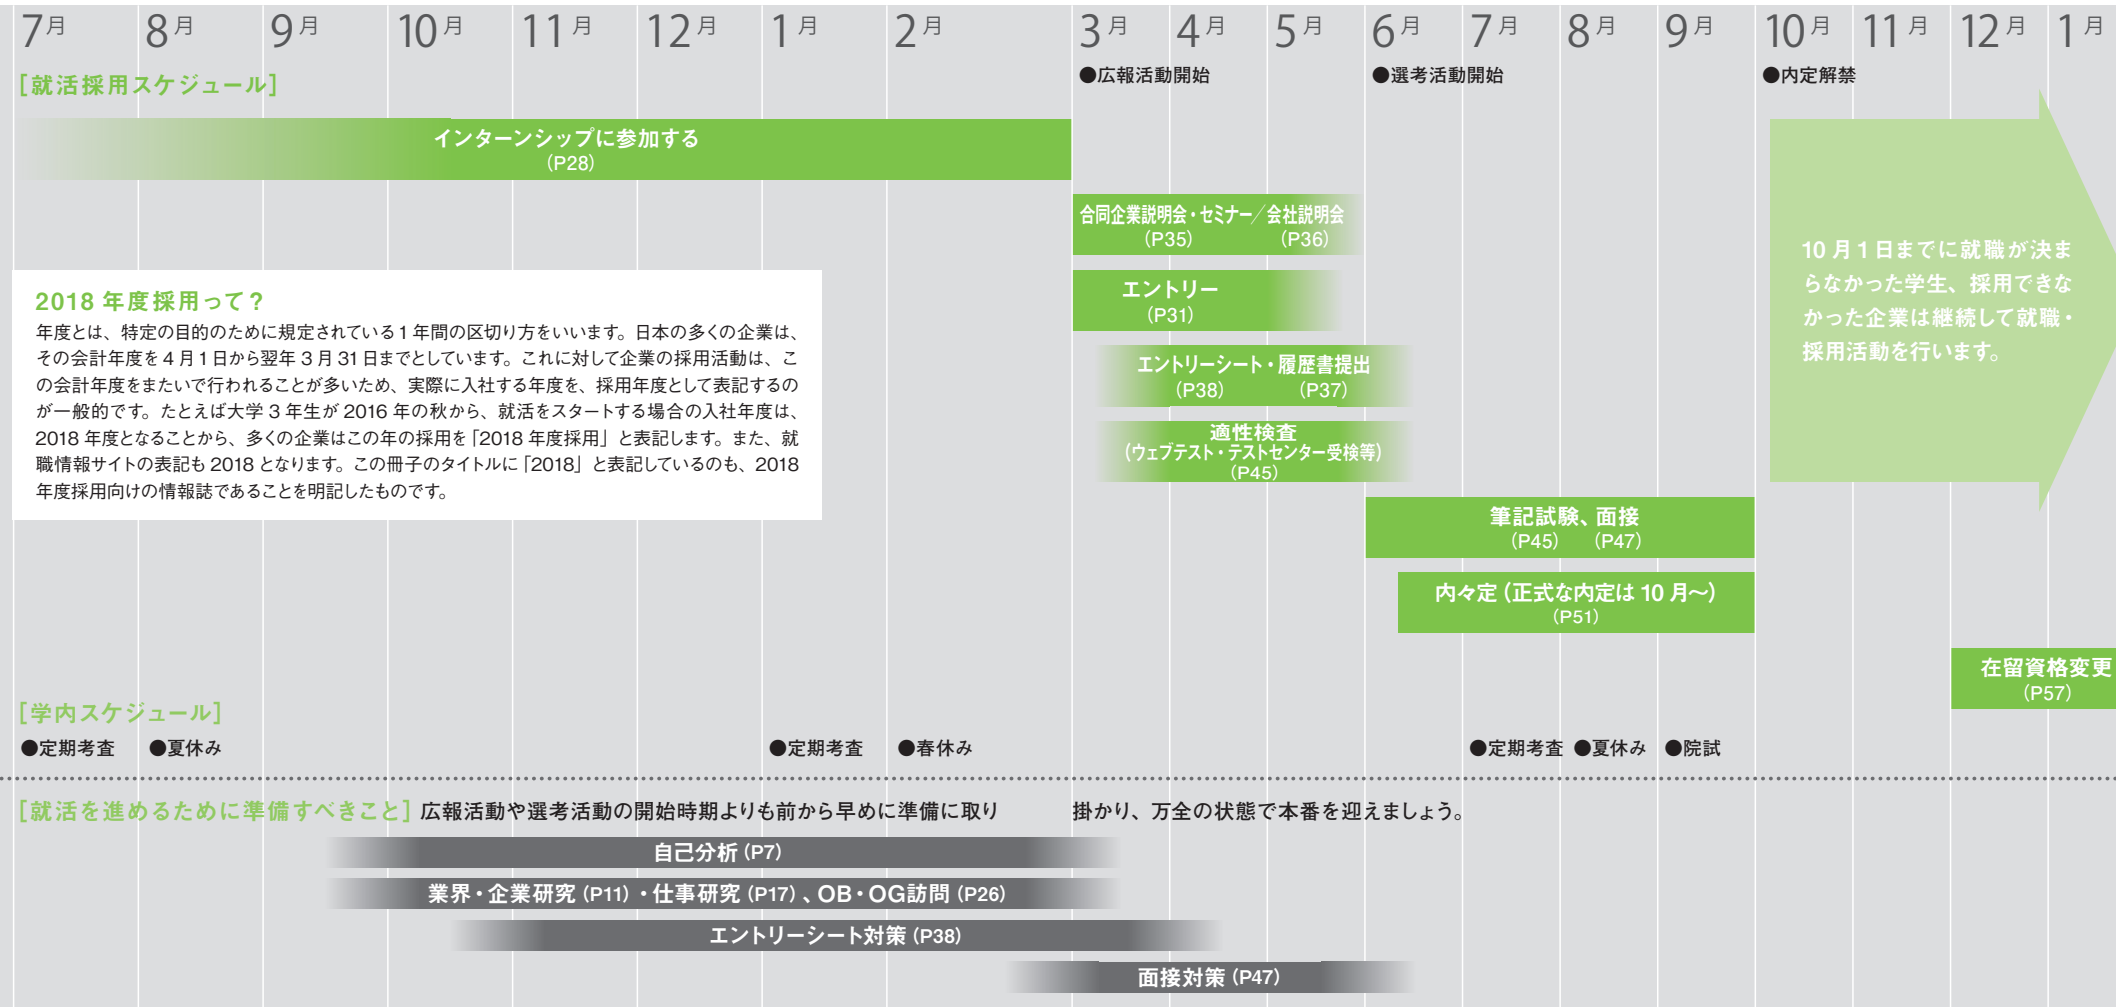 7月 8月 9月 10月 11月 12月 1月 2月 3月 4月 5月 6月 7月 8月 9月 10月 11月 12月 1月
[就活採用スケジュール]
●広報活動開始 ●選考活動開始 ●内定解禁
インターンシップに参加する
(P28)
合同企業説明会・セミナー／会社説明会
(P35) (P36)
エントリー
(P31)
エントリーシート・履歴書提出
(P38) (P37)
適性検査
(ウェブテスト・テストセンター受検等)
(P45)
筆記試験、面接
(P45) (P47)
内々定（正式な内定は 10 月〜）
(P51)
10 月 1 日までに就職が決ま
らなかった学生、採用できな
かった企業は継続して就職・
採用活動を行います。
在留資格変更
(P57)
2018 年度採用って？
年度とは、特定の目的のために規定されている 1 年間の区切り方をいいます。日本の多くの企業は、
その会計年度を 4 月 1 日から翌年 3 月 31 日までとしています。これに対して企業の採用活動は、こ
の会計年度をまたいで行われることが多いため、実際に入社する年度を、採用年度として表記するの
が一般的です。たとえば大学 3 年生が 2016 年の秋から、就活をスタートする場合の入社年度は、
2018 年度となることから、多くの企業はこの年の採用を「2018 年度採用」と表記します。また、就
職情報サイトの表記も 2018 となります。この冊子のタイトルに「2018」と表記しているのも、2018
年度採用向けの情報誌であることを明記したものです。
[学内スケジュール]
●定期考査 ●夏休み ●定期考査 ●春休み ●定期考査 ●夏休み ●院試
[就活を進めるために準備すべきこと] 広報活動や選考活動の開始時期よりも前から早めに準備に取り 掛かり、万全の状態で本番を迎えましょう。
自己分析 (P7)
業界・企業研究 (P11) ・仕事研究 (P17) 、OB・OG訪問 (P26)
エントリーシート対策 (P38)
面接対策 (P47)